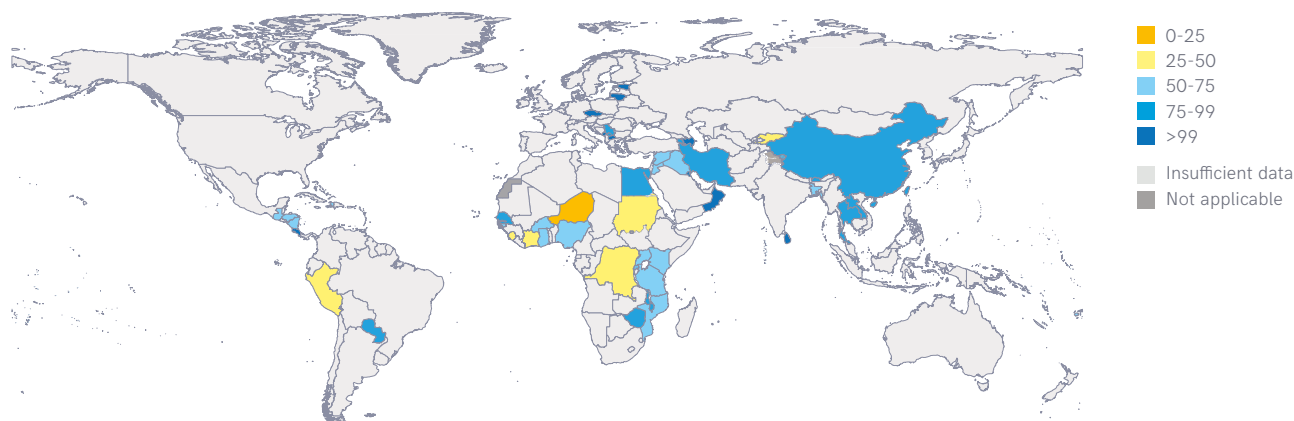 0-25
25-50
50-75
75-99
>99
Insufficient data
Not applicable